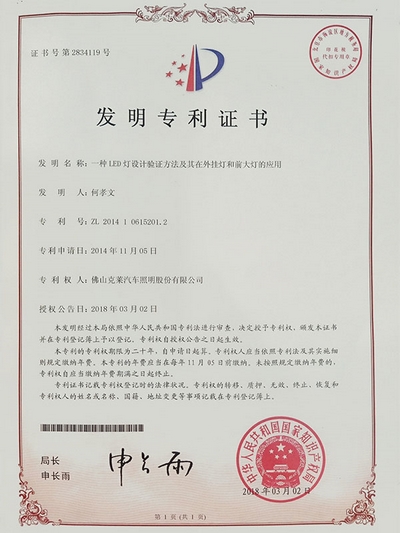 证书号第2834119号
发明专利证书
发 明 名 称：一种LED灯设计验证方法及其在外挂灯和前大灯的应用
发 明 人：何孝文
专 利 号：ZL 2014 1 0615201.2
专利申请日：2014年11月05日
专 利 权 人：佛山克莱汽车照明股份有限公司
授权公告日：2018年03月02日
本发明经过本局依照中华人民共和国专利法进行审查，决定授予专利权，颁发本证书
并在专利登记簿上予以登记。专利权自授权公告之日起生效。
本专利的专利权期限为二十年，自申请日起算。专利权人应当依照专利法及其实施细
则规定缴纳年费。本专利的年费应当在每年11月05日前缴纳。未按照规定缴纳年费的，
专利权自应当缴纳年费期满之日起终止。
专利证书记载专利权登记时的法律状况。专利权的转移、质押、无效、终止、恢复和
专利权人的姓名或名称、国籍、地址变更等事项记载在专利登记簿上。
局长
申长雨
申长雨
中华人民共和国国家知识产权局
2018年03月02日
第1页(共1页)